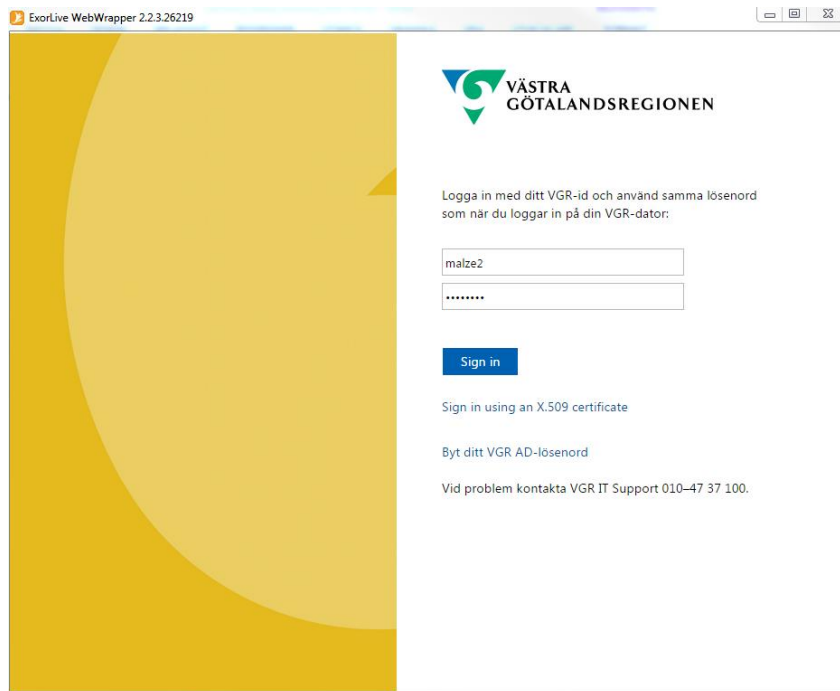 ExorLive WebWrapper 2.2.3.26219
VÄSTRA
GÖTALANDSREGIONEN
Logga in med ditt VGR-id och använd samma lösenord
som när du loggar in på din VGR-dator:
malze2
••••••••
Sign in
Sign in using an X.509 certificate
Byt ditt VGR AD-lösenord
Vid problem kontakta VGR IT Support 010–47 37 100.